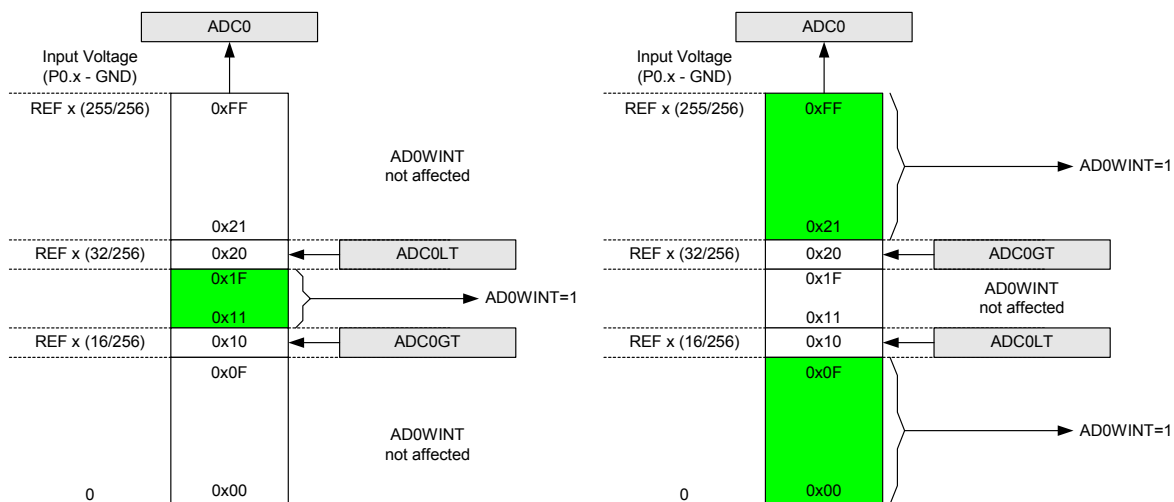 ADC0
Input Voltage
(P0.x - GND)
REF x (255/256)
0xFF
AD0WINT
not affected
0x21
REF x (32/256)
0x20
ADC0LT
0x1F
AD0WINT=1
0x11
REF x (16/256)
0x10
ADC0GT
0x0F
AD0WINT
not affected
0
0x00
ADC0
Input Voltage
(P0.x - GND)
REF x (255/256)
0xFF
AD0WINT=1
0x21
REF x (32/256)
0x20
ADC0GT
0x1F
AD0WINT
not affected
0x11
REF x (16/256)
0x10
ADC0LT
0x0F
AD0WINT=1
0
0x00